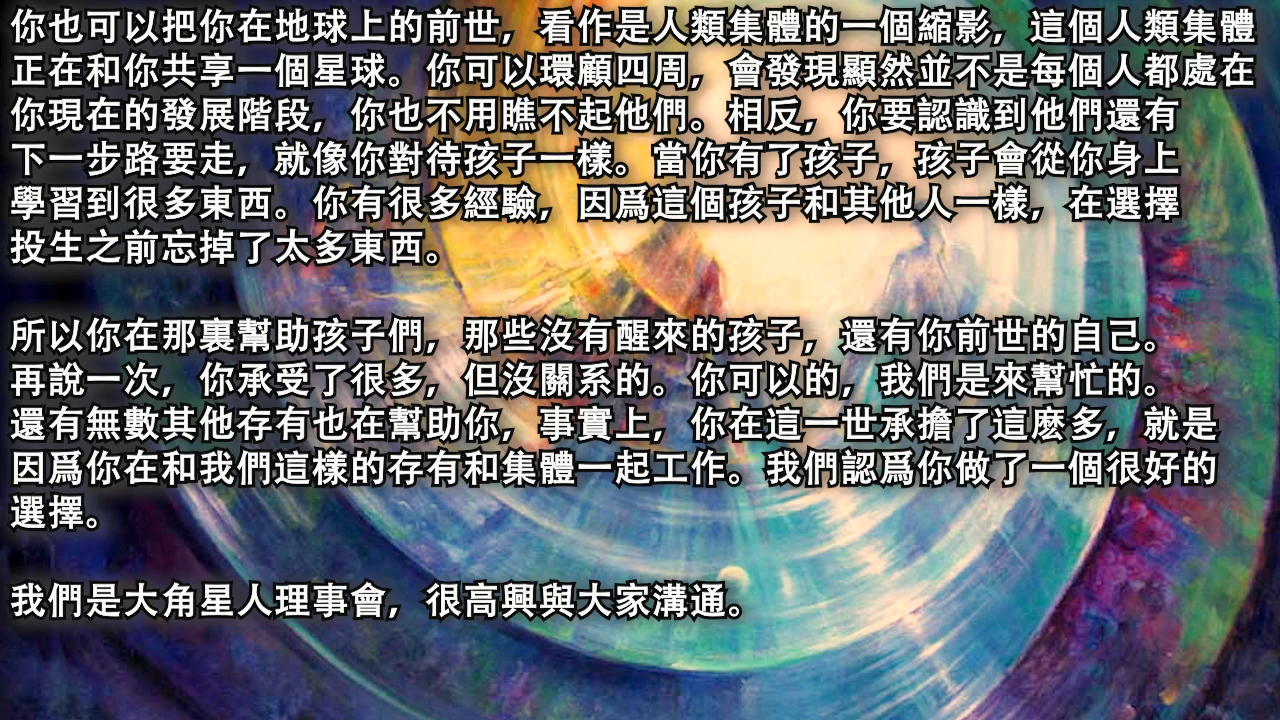 你也可以把你在地球上的前世，看作是人類集體的一個縮影，這個人類集體
正在和你共享一個星球。你可以環顧四周，會發現顯然並不是每個人都處在
你現在的發展階段，你也不用瞧不起他們。相反，你要認識到他們還有
下一步路要走，就像你對待孩子一樣。當你有了孩子，孩子會從你身上
學習到很多東西。你有很多經驗，因爲這個孩子和其他人一樣，在選擇
投生之前忘掉了太多東西。
所以你在那裏幫助孩子們，那些沒有醒來的孩子，還有你前世的自己。
再說一次，你承受了很多，但沒關系的。你可以的，我們是來幫忙的。
還有無數其他存有也在幫助你，事實上，你在這一世承擔了這麽多，就是
因爲你在和我們這樣的存有和集體一起工作。我們認爲你做了一個很好的
選擇。
我們是大角星人理事會，很高興與大家溝通。